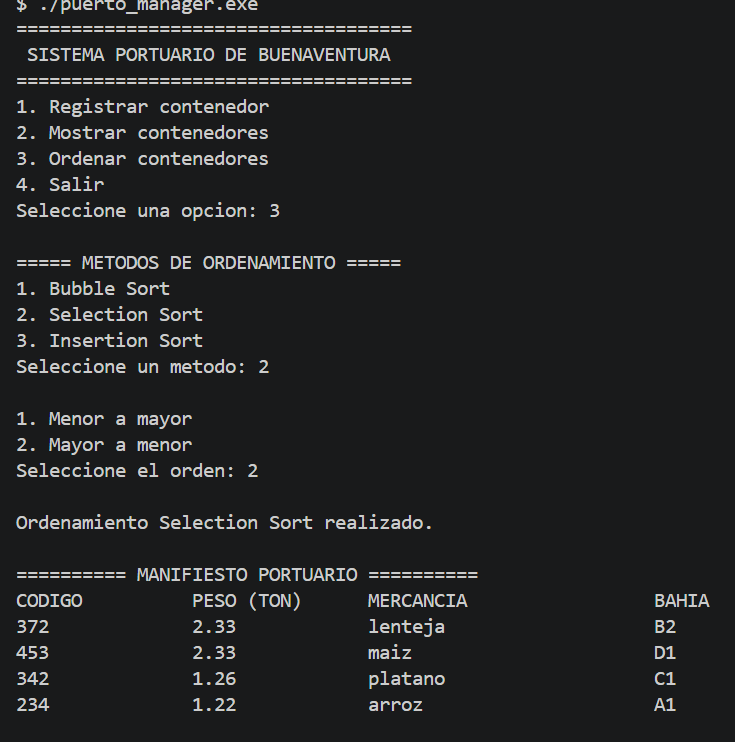 $ ./puerto_manager.exe
====================================
SISTEMA PORTUARIO DE BUENAVENTURA
====================================
1. Registrar contenedor
2. Mostrar contenedores
3. Ordenar contenedores
4. Salir
Seleccione una opcion: 3
===== METODOS DE ORDENAMIENTO =====
1. Bubble Sort
2. Selection Sort
3. Insertion Sort
Seleccione un metodo: 2
1. Menor a mayor
2. Mayor a menor
Seleccione el orden: 2
Ordenamiento Selection Sort realizado.
========== MANIFIESTO PORTUARIO ==========
CODIGO PESO (TON) MERCANCIA BAHIA
372 2.33 lenteja B2
453 2.33 maiz D1
342 1.26 platano C1
234 1.22 arroz A1